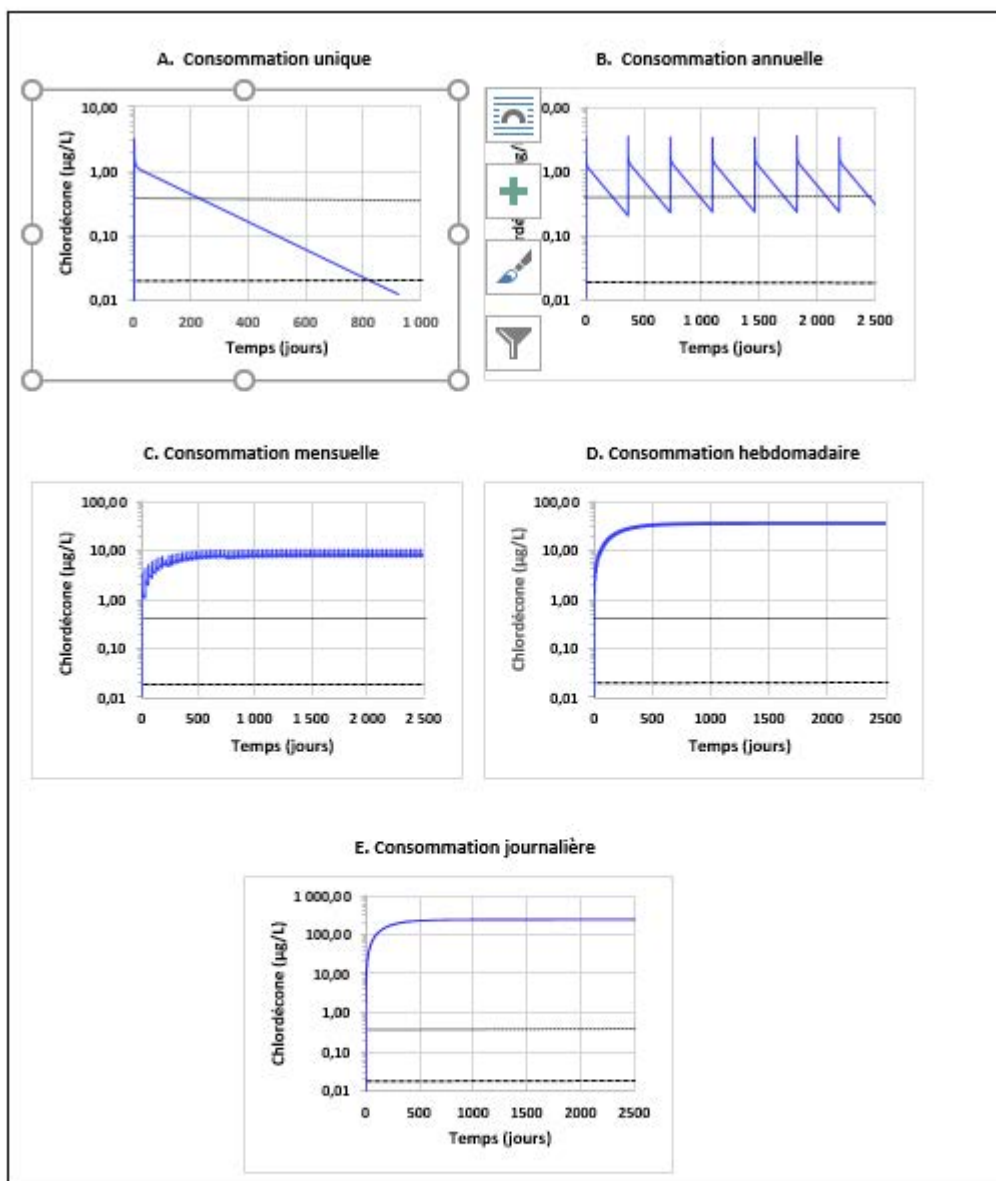 A. Consommation unique
10,00
1,00
0,10
0,01
Chlordécone (µg/L)
0 200 400 600 800 1 000
Temps (jours)
B. Consommation annuelle
0,00
1,00
0,10
0,01
0 500 1 000 1 500 2 000 2 500
Temps (jours)
C. Consommation mensuelle
100,00
10,00
1,00
0,10
0,01
Chlordécone (µg/L)
0 500 1 000 1 500 2 000 2 500
Temps (jours)
D. Consommation hebdomadaire
100,00
10,00
1,00
0,10
0,01
Chlordécone (µg/L)
0 500 1000 1500 2000 2500
Temps (jours)
E. Consommation journalière
1 000,00
100,00
10,00
1,00
0,10
0,01
Chlordécone (µg/L)
0 500 1000 1500 2000 2500
Temps (jours)